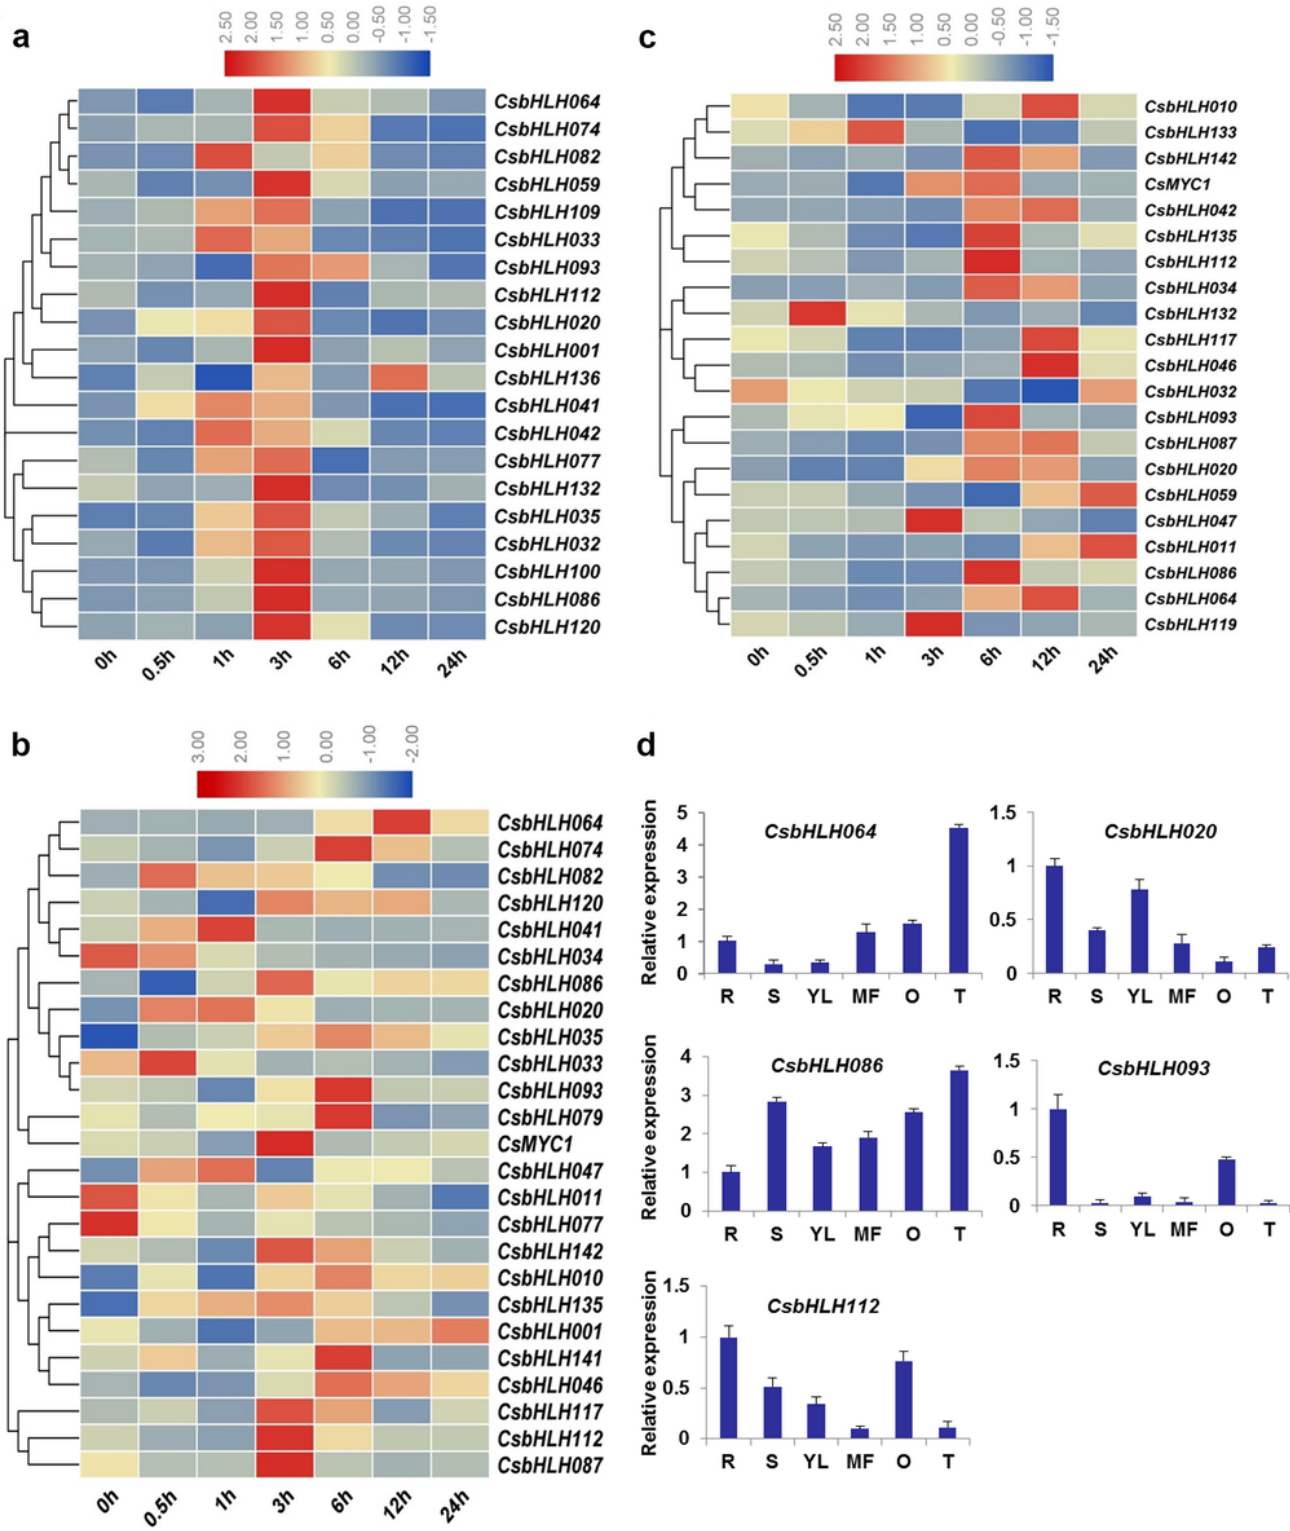 a
2.50 2.00 1.50 1.00 0.50 0.00 -0.50 -1.00 -1.50
CsbHLH064
CsbHLH074
CsbHLH082
CsbHLH059
CsbHLH109
CsbHLH033
CsbHLH093
CsbHLH112
CsbHLH020
CsbHLH001
CsbHLH136
CsbHLH041
CsbHLH042
CsbHLH077
CsbHLH132
CsbHLH035
CsbHLH032
CsbHLH100
CsbHLH086
CsbHLH120
0h 0.5h 1h 3h 6h 12h 24h
c
2.50 2.00 1.50 1.00 0.50 0.00 -0.50 -1.00 -1.50
CsbHLH010
CsbHLH133
CsbHLH142
CsMYC1
CsbHLH042
CsbHLH135
CsbHLH112
CsbHLH034
CsbHLH132
CsbHLH117
CsbHLH046
CsbHLH032
CsbHLH093
CsbHLH087
CsbHLH020
CsbHLH059
CsbHLH047
CsbHLH011
CsbHLH086
CsbHLH064
CsbHLH119
0h 0.5h 1h 3h 6h 12h 24h
b
3.00 2.00 1.00 0.00 -1.00 -2.00
CsbHLH064
CsbHLH074
CsbHLH082
CsbHLH120
CsbHLH041
CsbHLH034
CsbHLH086
CsbHLH020
CsbHLH035
CsbHLH033
CsbHLH093
CsbHLH079
CsMYC1
CsbHLH047
CsbHLH011
CsbHLH077
CsbHLH142
CsbHLH010
CsbHLH135
CsbHLH001
CsbHLH141
CsbHLH046
CsbHLH117
CsbHLH112
CsbHLH087
0h 0.5h 1h 3h 6h 12h 24h
d
Relative expression
5
4
3
2
1
0
CsbHLH064
R S YL MF O T
1.5
1
0.5
0
CsbHLH020
R S YL MF O T
Relative expression
4
3
2
1
0
CsbHLH086
R S YL MF O T
1.5
1
0.5
0
CsbHLH093
R S YL MF O T
Relative expression
1.5
1
0.5
0
CsbHLH112
R S YL MF O T